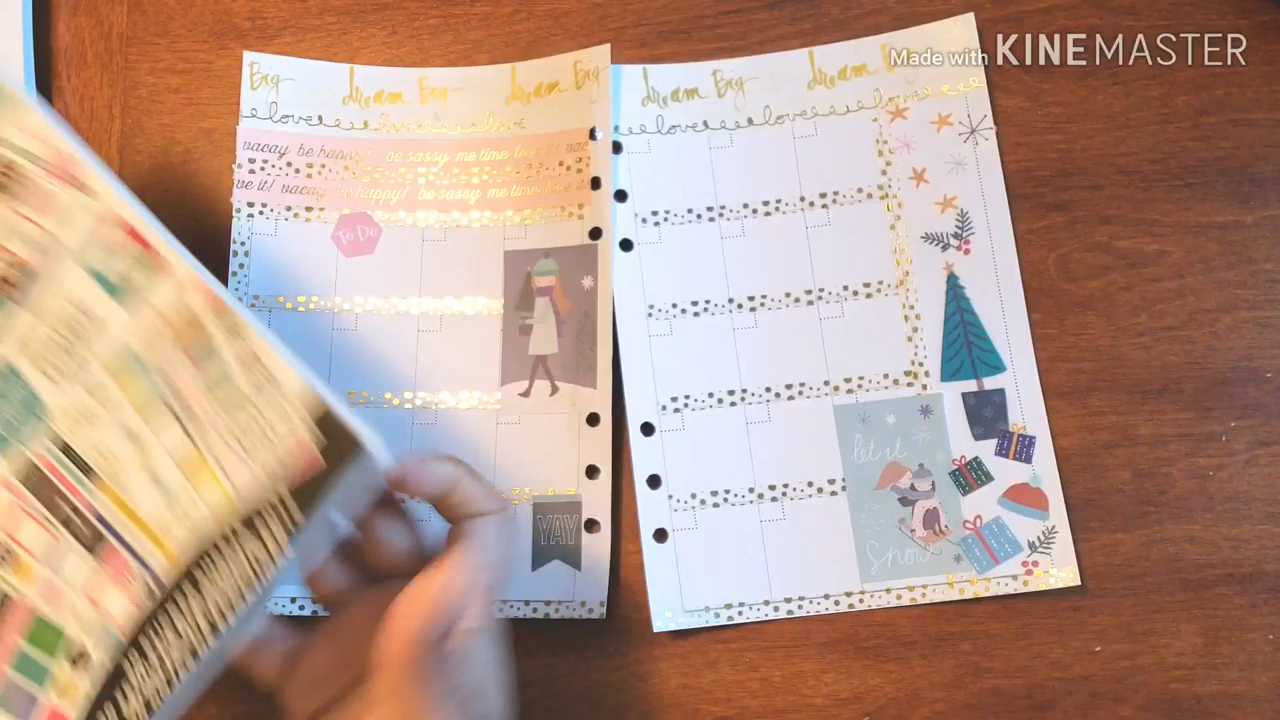 Made with KINEMASTER
Big dream Big dream Big
dream Big dream Big
love love love
love love love
vacay be happy! be sassy me time love it! vac
ve it! vacay be happy! be sassy me time love it
To Do
let it
snow
YAY